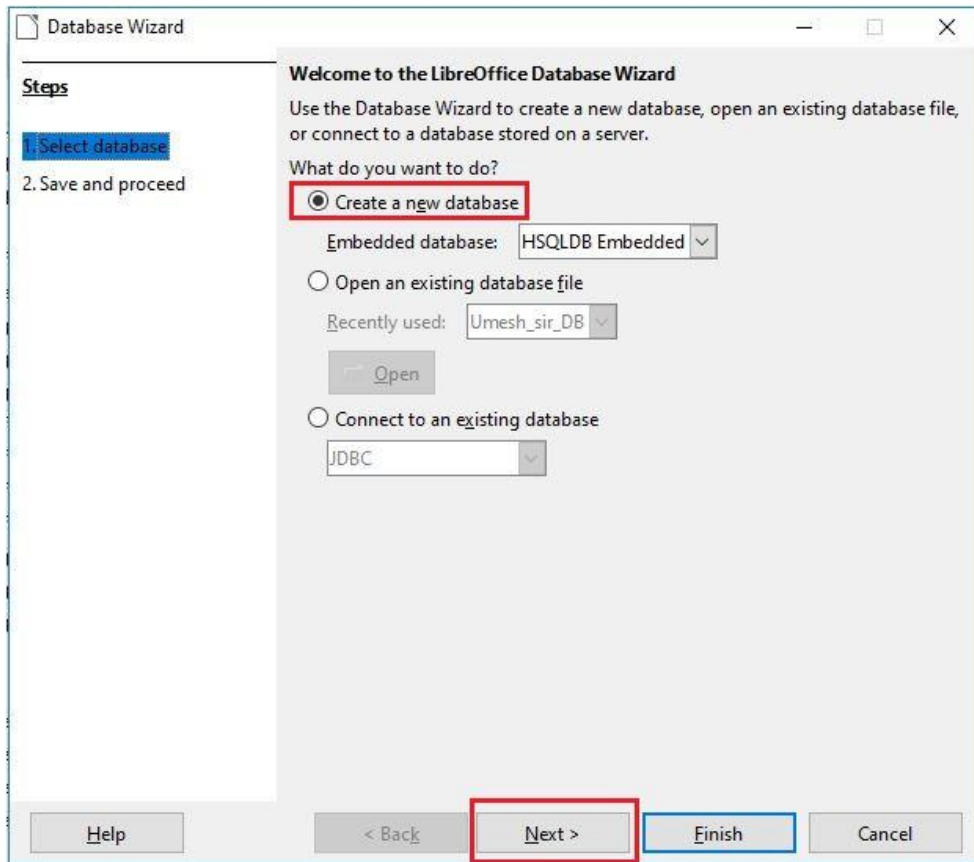 Database Wizard
Steps
1. Select database
2. Save and proceed
Welcome to the LibreOffice Database Wizard
Use the Database Wizard to create a new database, open an existing database file,
or connect to a database stored on a server.
What do you want to do?
Create a new database
Embedded database: HSQLDB Embedded
Open an existing database file
Recently used: Umesh_sir_DB
Open
Connect to an existing database
JDBC
Help < Back Next > Finish Cancel